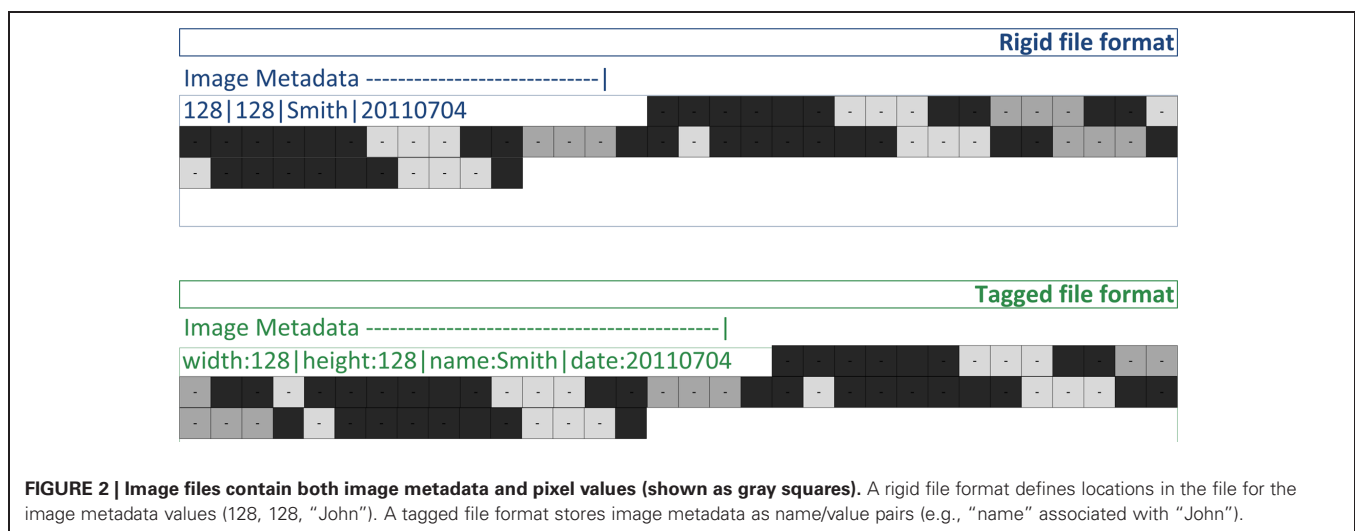 Rigid file format
Image Metadata -----------------------------|
128|128|Smith|20110704
- - - - - - - - - - - - - - - - -
- - - - - - - - - - - - - - - - - - - - - - - - - - - - - - - -
- - - - - - - - - - -
Tagged file format
Image Metadata --------------------------------------------|
width:128|height:128|name:Smith|date:20110704
- - - - - - - - - - - - -
- - - - - - - - - - - - - - - - - - - - - - - - - - - - - - - -
- - - - - - - - - - - - - - -
FIGURE 2 | Image files contain both image metadata and pixel values (shown as gray squares). A rigid file format defines locations in the file for the
image metadata values (128, 128, “John”). A tagged file format stores image metadata as name/value pairs (e.g., “name” associated with “John”).